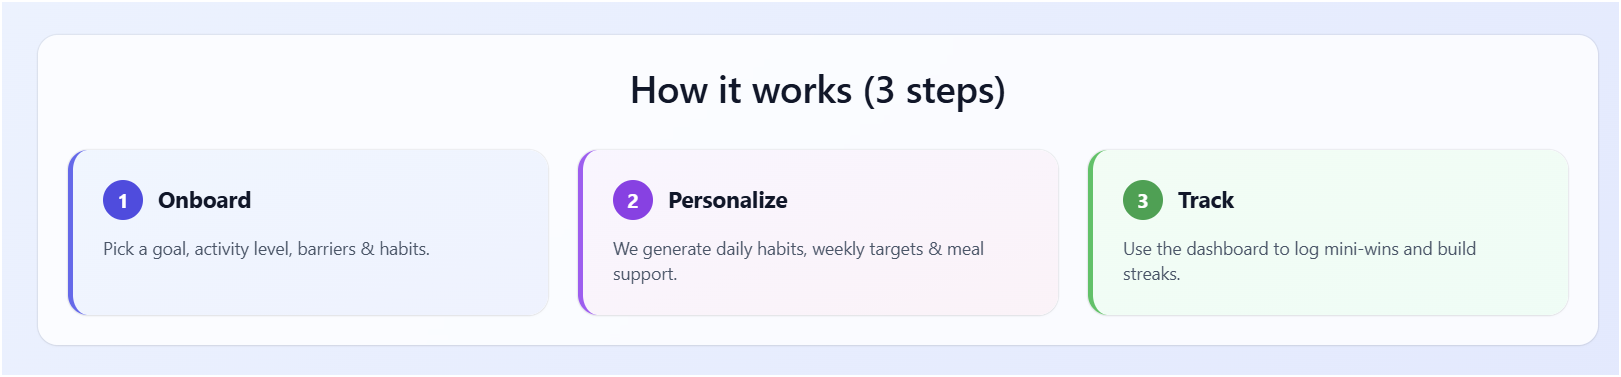 How it works (3 steps)
1 Onboard
Pick a goal, activity level, barriers & habits.
2 Personalize
We generate daily habits, weekly targets & meal
support.
3 Track
Use the dashboard to log mini-wins and build
streaks.